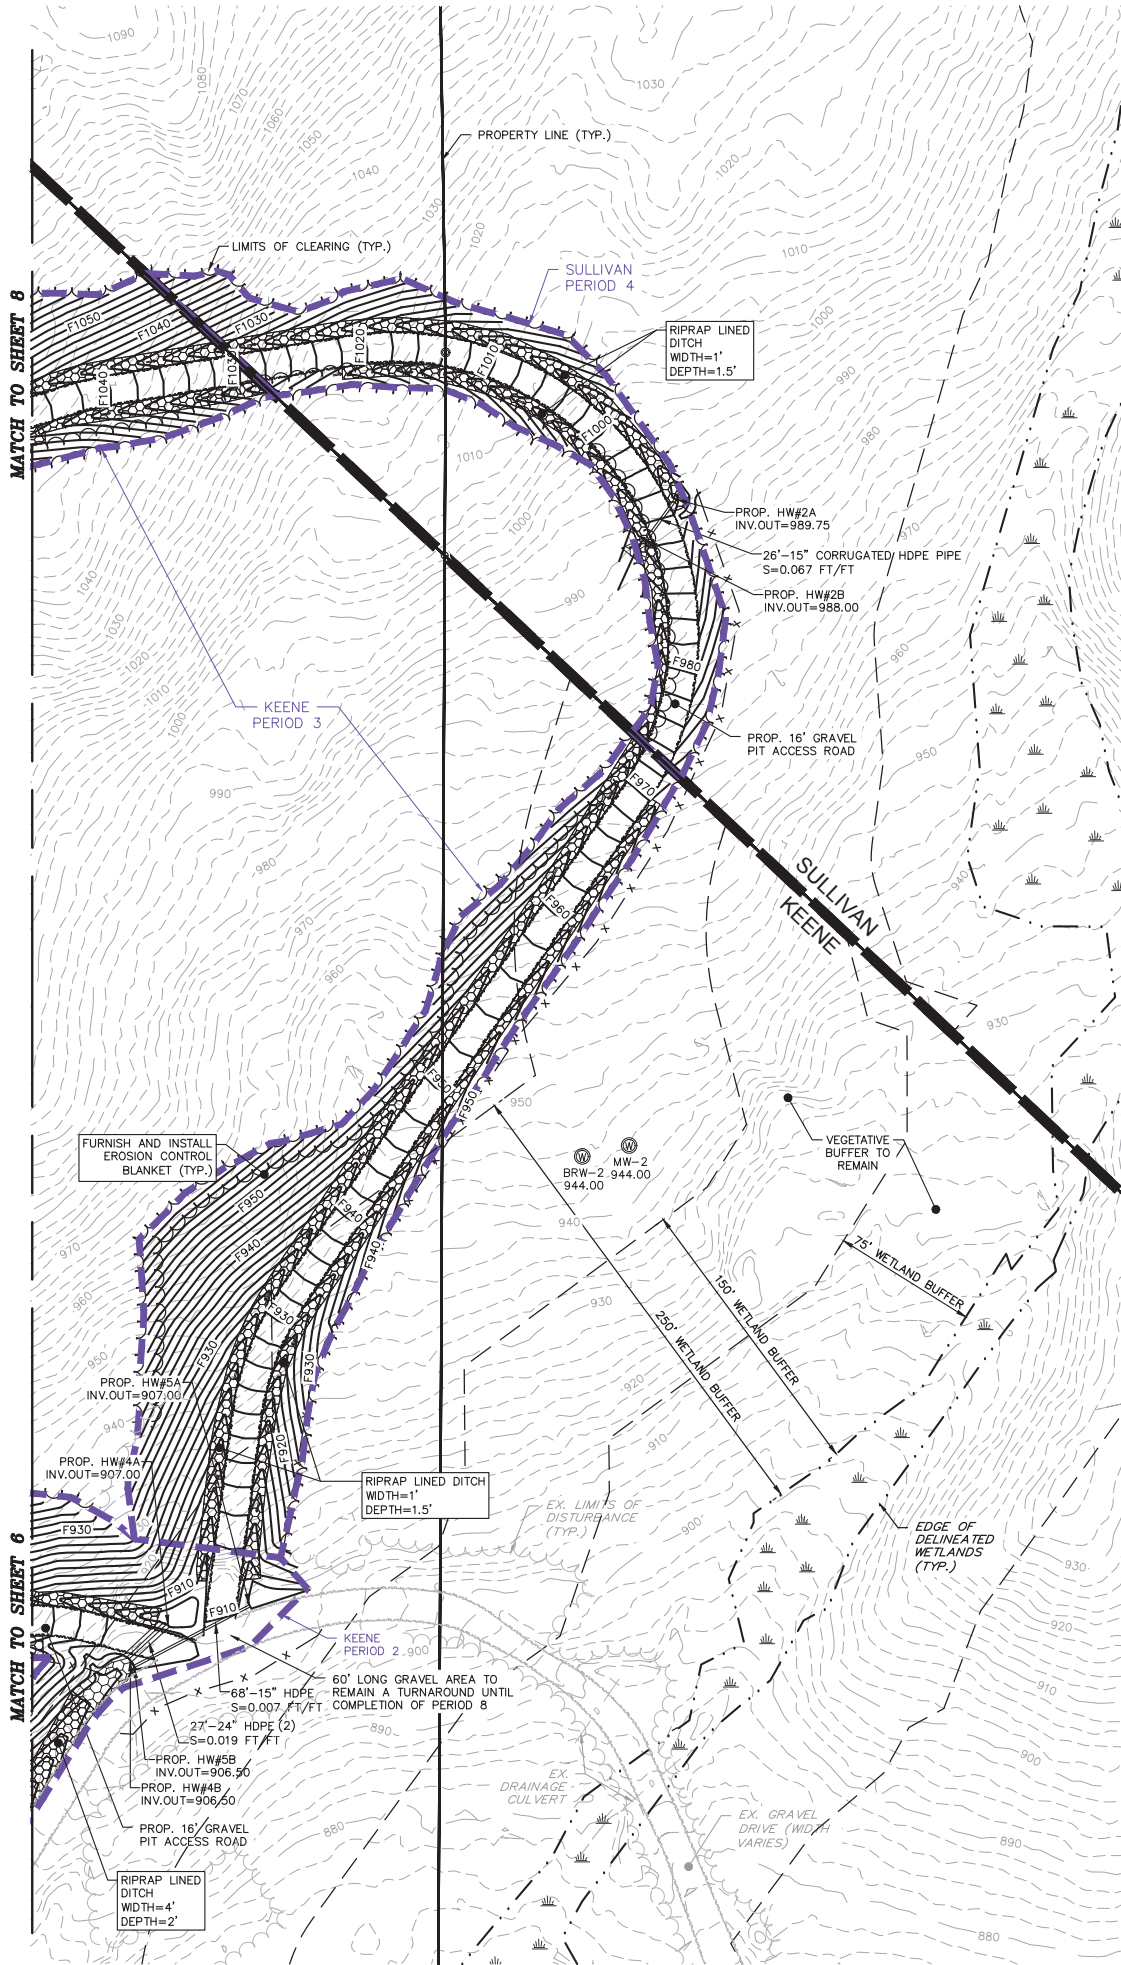 1090
1080
1070
1060
1050
1040
1030
1020
1030
1020
1010
1000
990
980
970
960
950
940
930
PROPERTY LINE (TYP.)
LIMITS OF CLEARING (TYP.)
SULLIVAN
PERIOD 4
MATCH TO SHEET 8
F1050
F1040
F1030
F1040
F1030
F1020
F1010
F1000
RIPRAP LINED
DITCH
WIDTH=1'
DEPTH=1.5'
1010
1000
990
PROP. HW#2A
INV.OUT=989.75
26'-15" CORRUGATED HDPE PIPE
S=0.067 FT/FT
PROP. HW#2B
INV.OUT=988.00
F980
PROP. 16' GRAVEL
PIT ACCESS ROAD
1040
1030
1020
1010
1000
990
980
970
960
KEENE
PERIOD 3
F970
F960
F950
F950
SULLIVAN
KEENE
950
FURNISH AND INSTALL
EROSION CONTROL
BLANKET (TYP.)
BRW-2
944.00
MW-2
944.00
VEGETATIVE
BUFFER TO
REMAIN
F950
F940
F930
F940
F940
F930
F930
F920
940
930
920
910
900
75' WETLAND BUFFER
150' WETLAND BUFFER
250' WETLAND BUFFER
970
960
950
940
PROP. HW#5A
INV.OUT=907.00
PROP. HW#4A
INV.OUT=907.00
RIPRAP LINED DITCH
WIDTH=1'
DEPTH=1.5'
EX. LIMITS OF
DISTURBANCE
(TYP.)
EDGE OF
DELINEATED
WETLANDS
(TYP.)
MATCH TO SHEET 6
F930
F910
F910
KEENE
PERIOD 2
900
60' LONG GRAVEL AREA TO
REMAIN A TURNAROUND UNTIL
COMPLETION OF PERIOD 8
68'-15" HDPE
S=0.007 FT/FT
27'-24" HDPE (2)
S=0.019 FT/FT
PROP. HW#5B
INV.OUT=906.50
PROP. HW#4B
INV.OUT=906.50
PROP. 16' GRAVEL
PIT ACCESS ROAD
RIPRAP LINED
DITCH
WIDTH=4'
DEPTH=2'
890
880
EX.
DRAINAGE
CULVERT
EX. GRAVEL
DRIVE (WIDTH
VARIES)
930
920
910
900
890
880